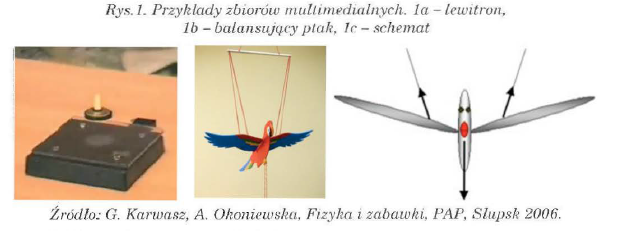 Rys.1. Przykłady zbiorów multimedialnych. 1a – lewitron,
1b – balansujący ptak, 1c – schemat
Źródło: G. Karwasz, A. Okoniewska, Fizyka i zabawki, PAP, Słupsk 2006.